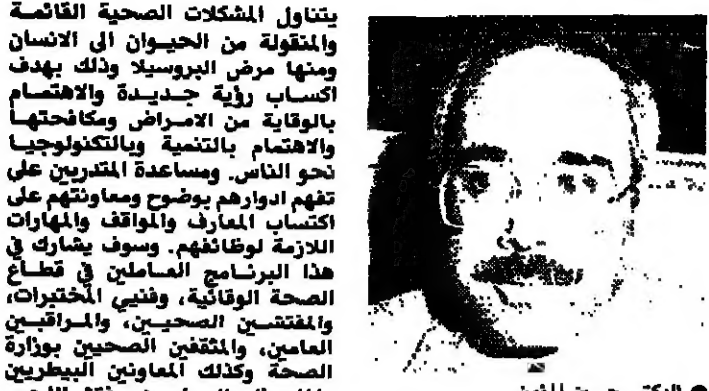 يتناول المشكلات الصحية القائمة
والمنقولة من الحيوان الى الانسان
ومنها مرض البروسيلا وذلك بهدف
اكساب رؤية جديدة والاهتمام
بالوقاية من الامراض ومكافحتها
والاهتمام بالتنمية وبالتكنولوجيا
نحو الناس. ومساعدة المتدربين على
تفهم ادوارهم بوضوح ومعاونتهم على
اكتساب المعارف والمواقف والمهارات
اللازمة لوظائفهم. وسوف يشارك في
هذا البرنامج العاملين في قطاع
الصحة الوقائية، وفنيي المختبرات،
والمفتشين الصحيين، والمراقبين
العامين، والمثقفين الصحيين بوزارة
الصحة وكذلك المعاونين البيطريين
● الدكتور